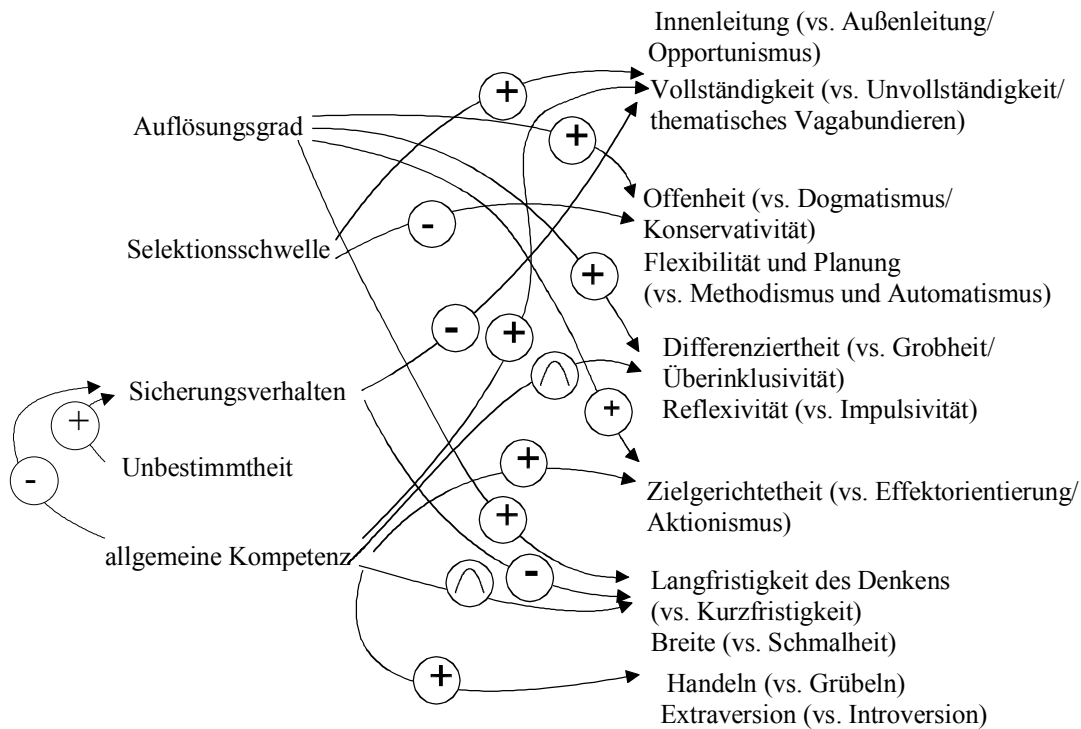 Innenleitung (vs. Außenleitung/
Opportunismus)
Vollständigkeit (vs. Unvollständigkeit/
thematisches Vagabundieren)
Auflösungsgrad
Offenheit (vs. Dogmatismus/
Konservativität)
Selektionsschwelle
Flexibilität und Planung
(vs. Methodismus und Automatismus)
Differenziertheit (vs. Grobheit/
Überinklusivität)
Sicherungsverhalten
Reflexivität (vs. Impulsivität)
Unbestimmtheit
Zielgerichtetheit (vs. Effektorientierung/
Aktionismus)
allgemeine Kompetenz
Langfristigkeit des Denkens
(vs. Kurzfristigkeit)
Breite (vs. Schmalheit)
Handeln (vs. Grübeln)
Extraversion (vs. Introversion)